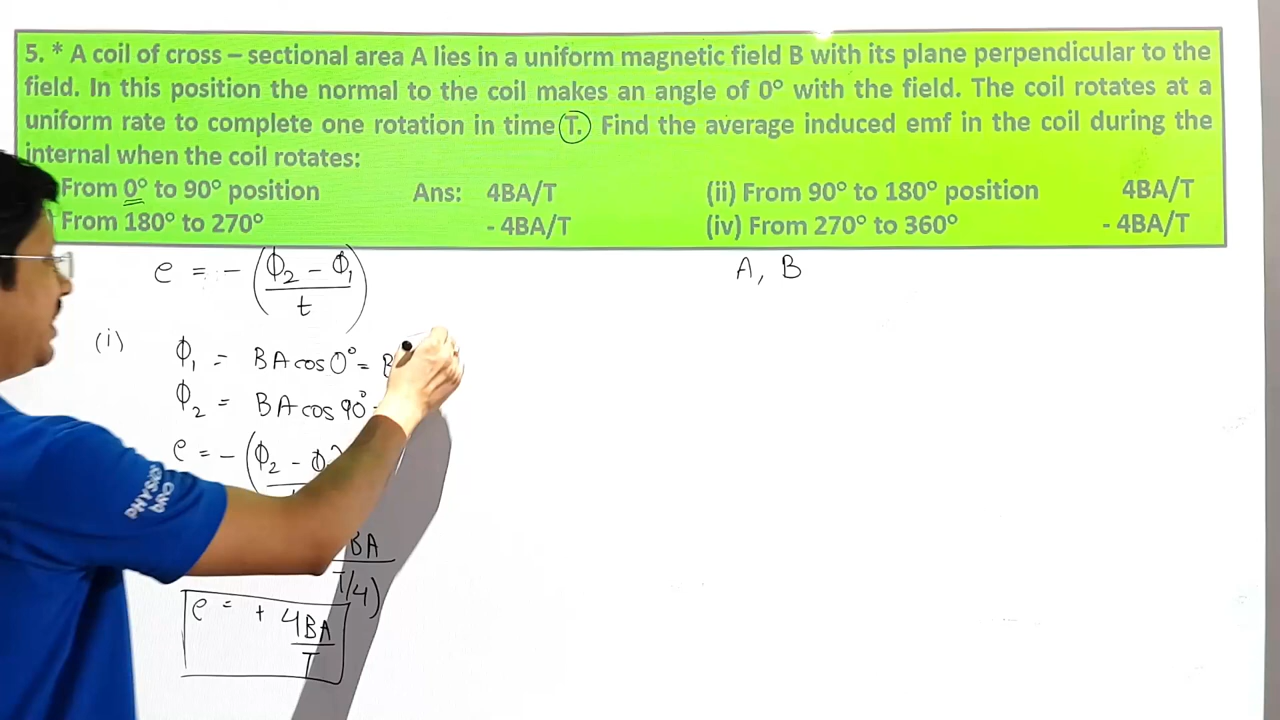 5. * A coil of cross – sectional area A lies in a uniform magnetic field B with its plane perpendicular to the
field. In this position the normal to the coil makes an angle of 0° with the field. The coil rotates at a
uniform rate to complete one rotation in time T. Find the average induced emf in the coil during the
internal when the coil rotates:
From 0° to 90° position Ans: 4BA/T (ii) From 90° to 180° position 4BA/T
From 180° to 270° - 4BA/T (iv) From 270° to 360° - 4BA/T
e = - (ϕ₂ - ϕ₁ / t)
A, B
(i) ϕ₁ = BA cos 0° = B
ϕ₂ = BA cos 90°
e = - (ϕ₂ - ϕ
BA
T/4)
e = + 4BA / T